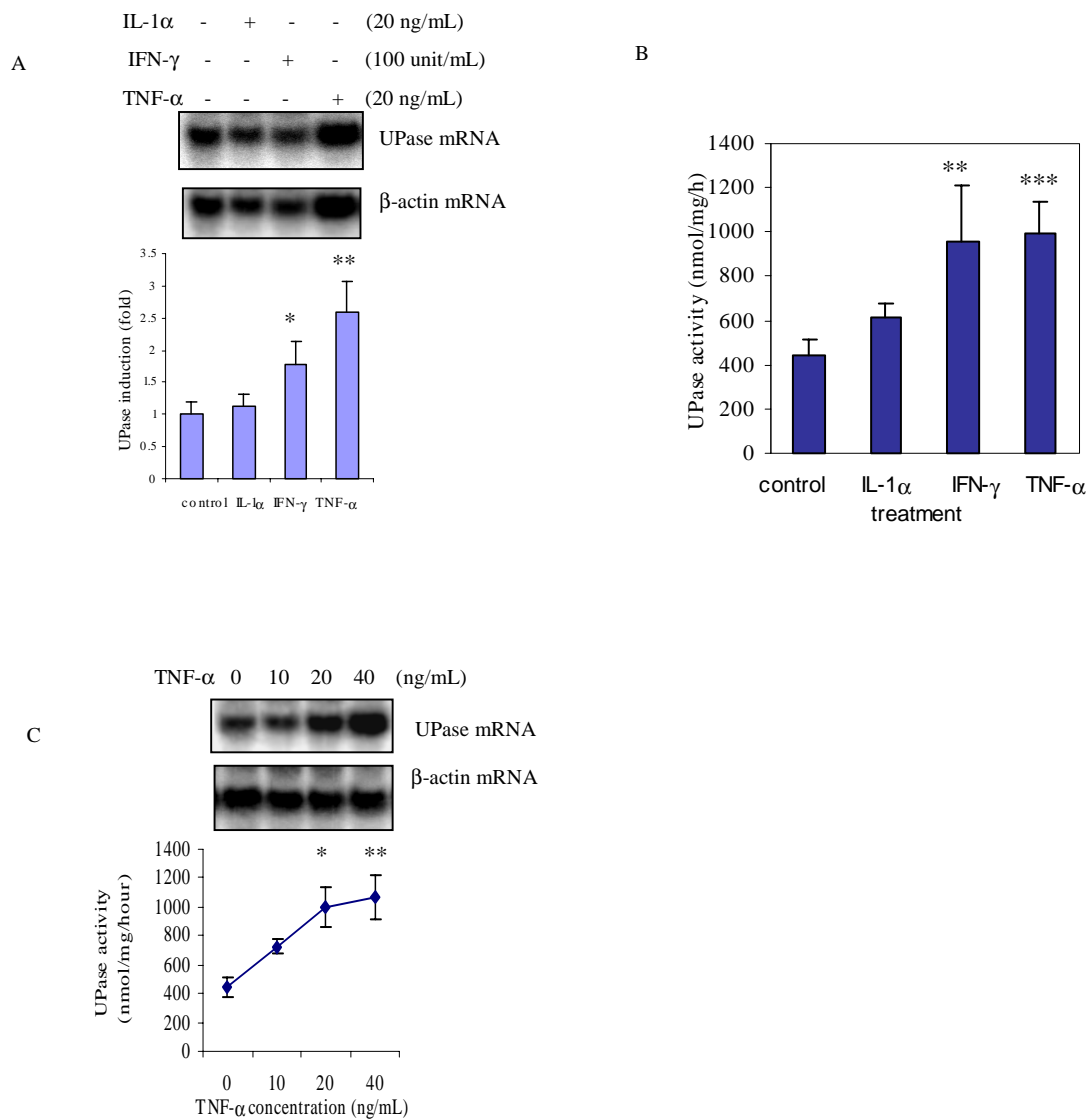 A
IL-1α - + - - (20 ng/mL)
IFN-γ - - + - (100 unit/mL)
TNF-α - - - + (20 ng/mL)
UPase mRNA
β-actin mRNA
UPase induction (fold)
3.5
3
2.5
2
1.5
1
0.5
0
*
**
control IL-1α IFN-γ TNF-α
B
UPase activity (nmol/mg/h)
1400
1200
1000
800
600
400
200
0
**
***
control IL-1α IFN-γ TNF-α
treatment
C
TNF-α 0 10 20 40 (ng/mL)
UPase mRNA
β-actin mRNA
UPase activity
(nmol/mg/hour)
1400
1200
1000
800
600
400
200
0
*
**
0 10 20 40
TNF-α concentration (ng/mL)